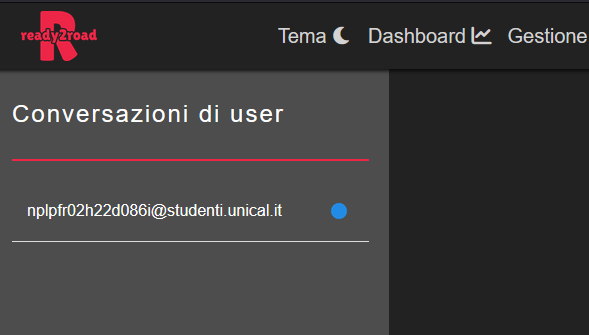 ready2road
Tema Dashboard Gestione
Conversazioni di user
nplpfr02h22d086i@studenti.unical.it